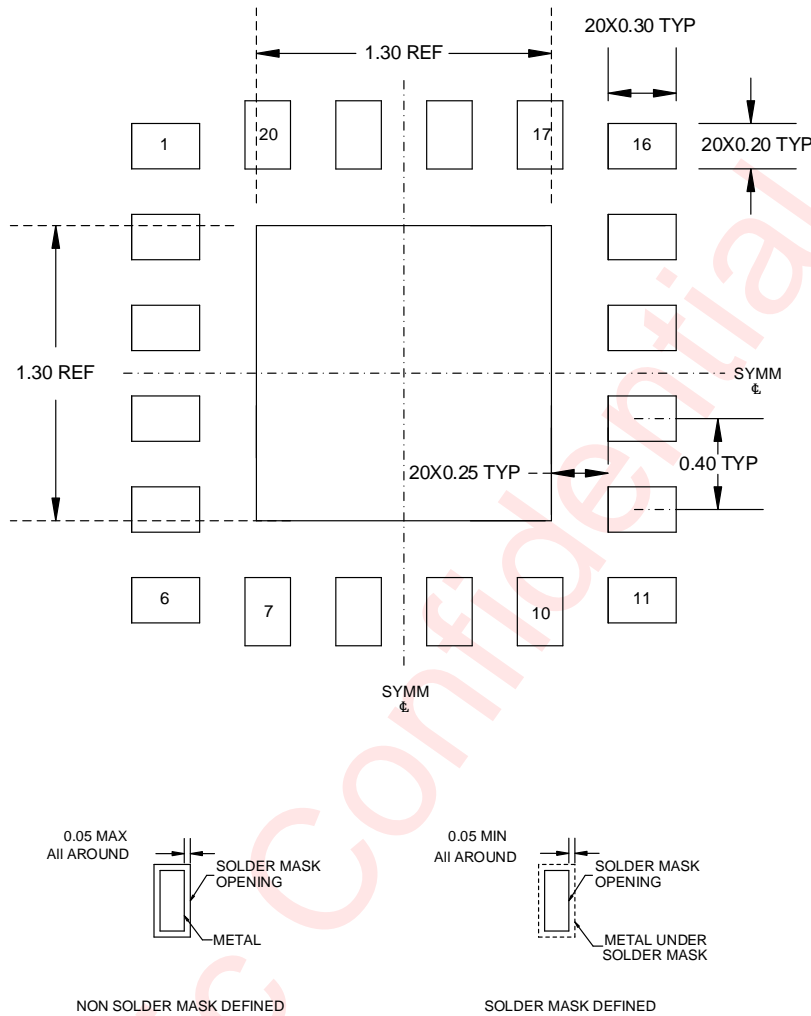 20X0.30 TYP
1.30 REF
1
20
17
16
20X0.20 TYP
1.30 REF
SYMM
℄
20X0.25 TYP
0.40 TYP
6
7
10
11
SYMM
℄
0.05 MAX
All AROUND
SOLDER MASK
OPENING
METAL
NON SOLDER MASK DEFINED
0.05 MIN
All AROUND
SOLDER MASK
OPENING
METAL UNDER
SOLDER MASK
SOLDER MASK DEFINED
Confidential